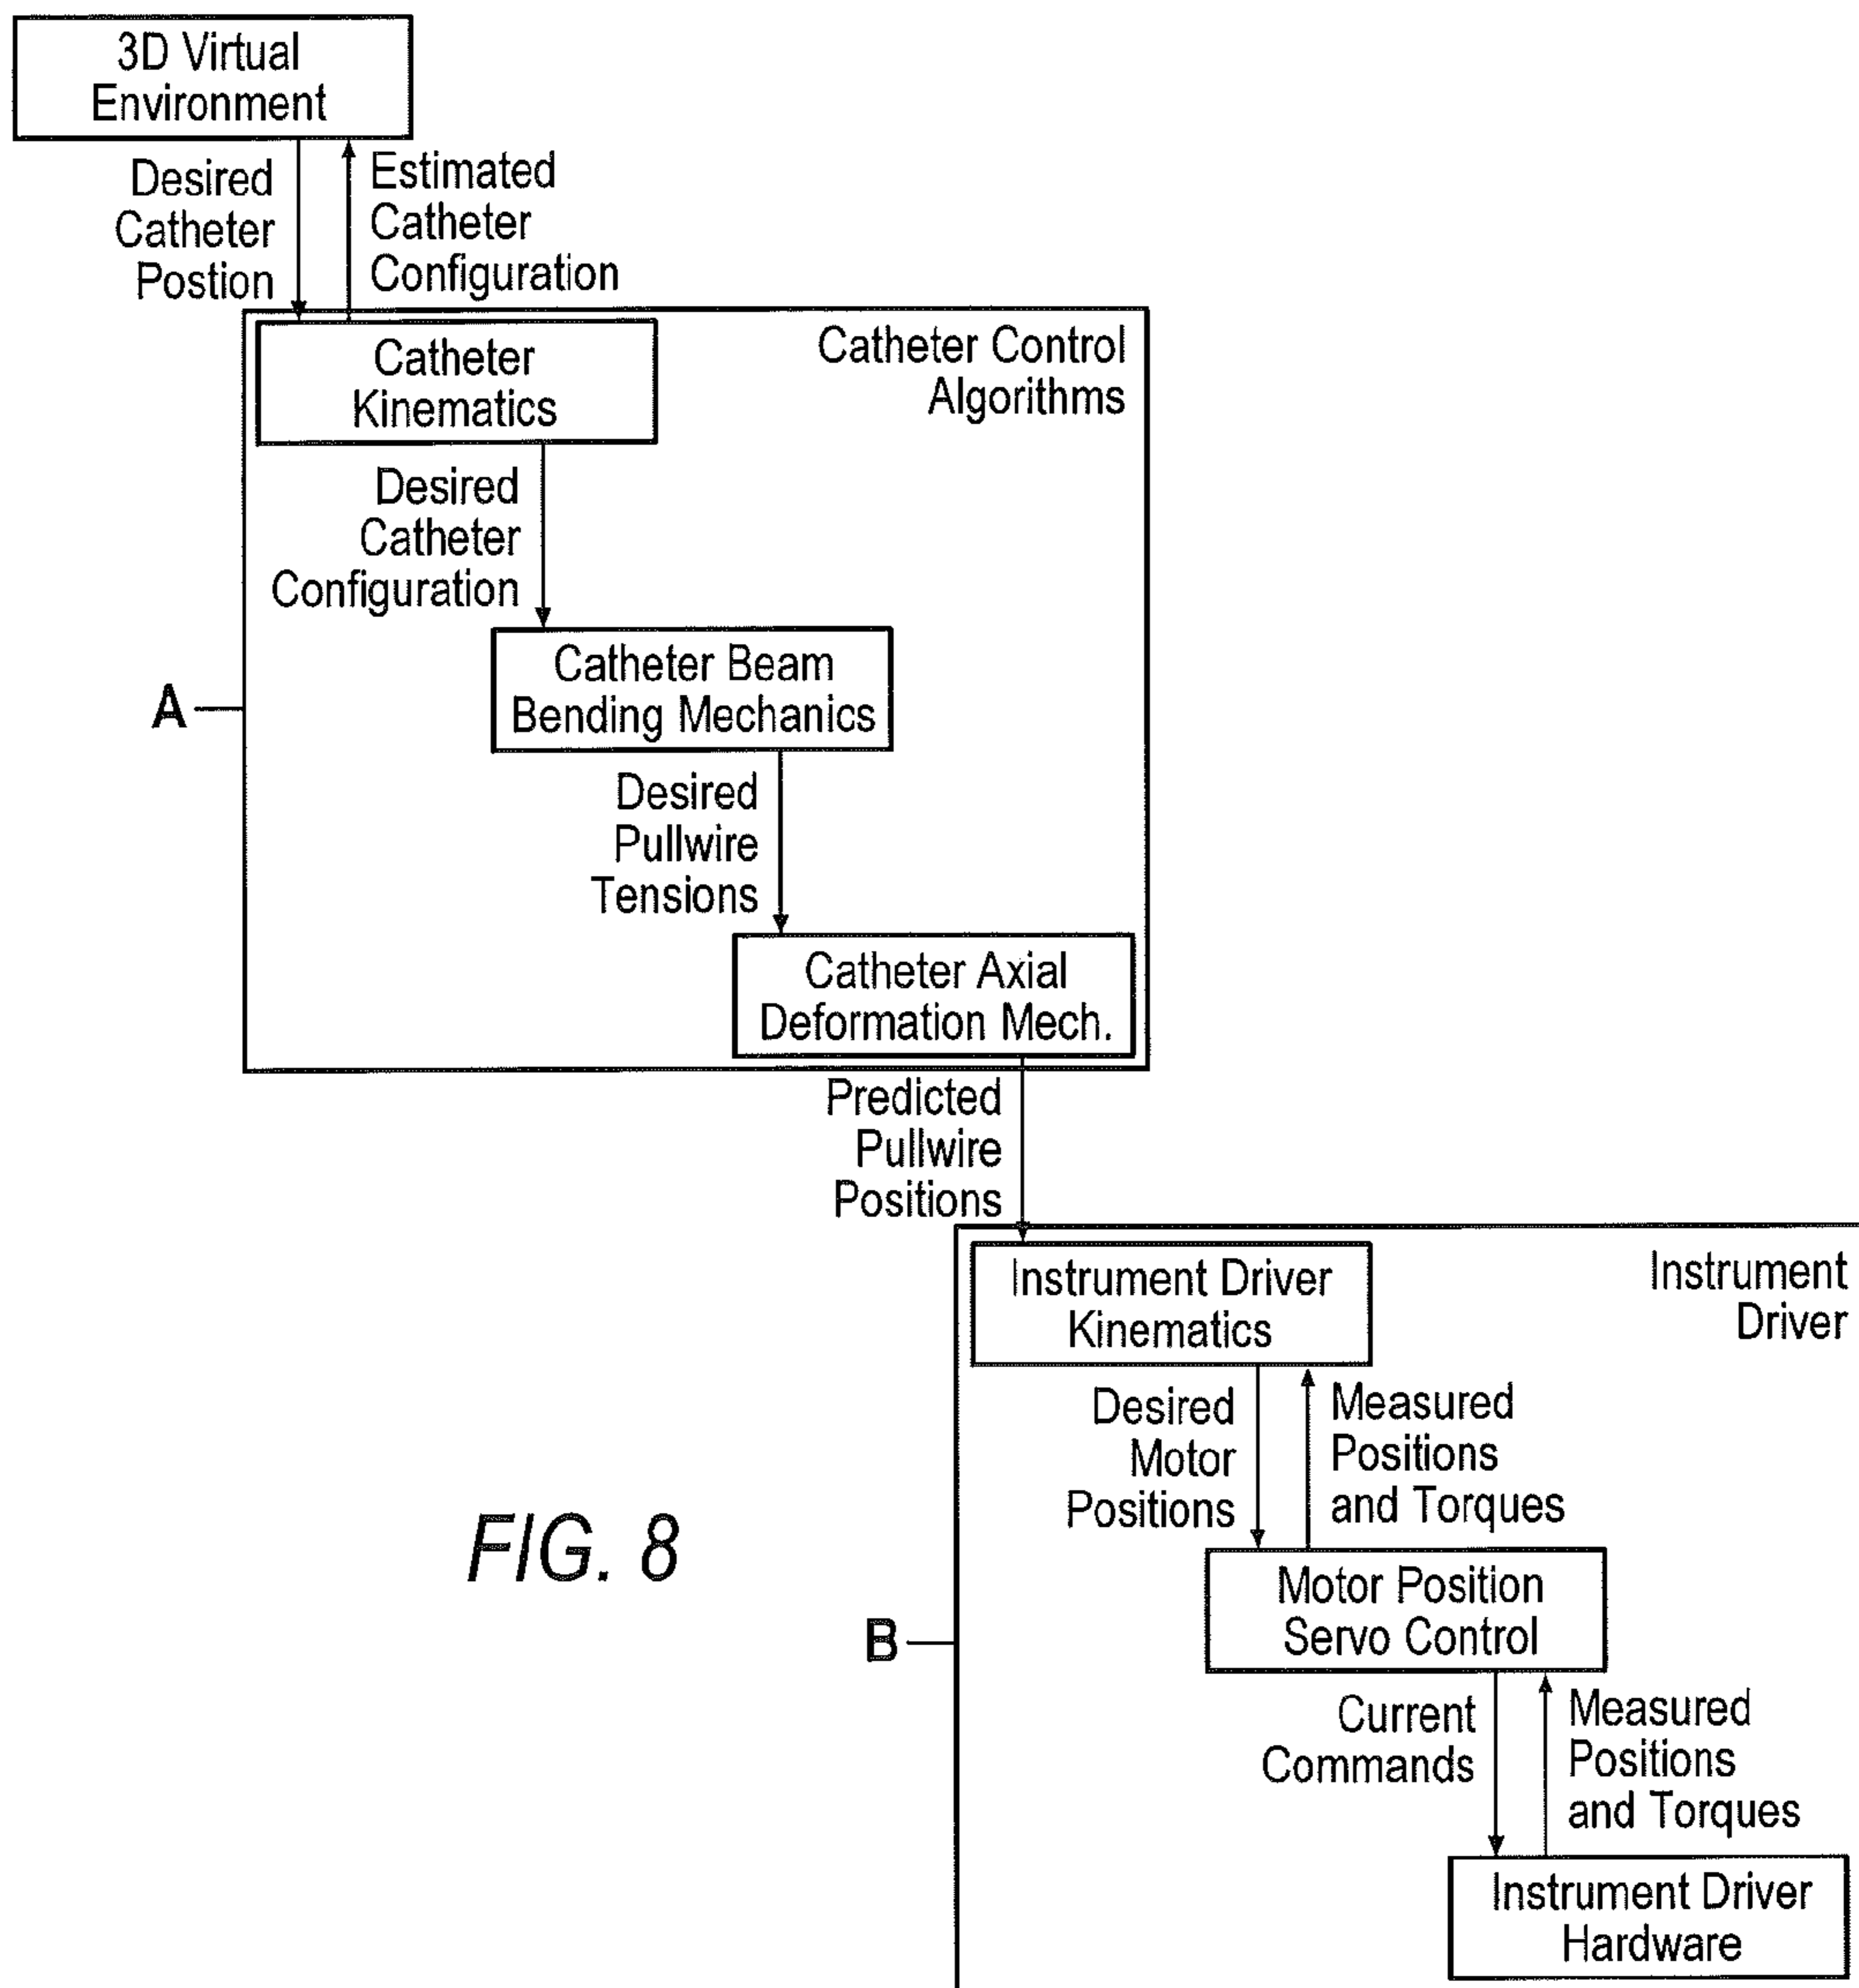 3D Virtual
Environment
Desired
Catheter
Postion
Estimated
Catheter
Configuration
Catheter Control
Algorithms
Catheter
Kinematics
Desired
Catheter
Configuration
A
Catheter Beam
Bending Mechanics
Desired
Pullwire
Tensions
Catheter Axial
Deformation Mech.
Predicted
Pullwire
Positions
Instrument
Driver
Instrument Driver
Kinematics
Desired
Motor
Positions
Measured
Positions
and Torques
FIG. 8
B
Motor Position
Servo Control
Current
Commands
Measured
Positions
and Torques
Instrument Driver
Hardware